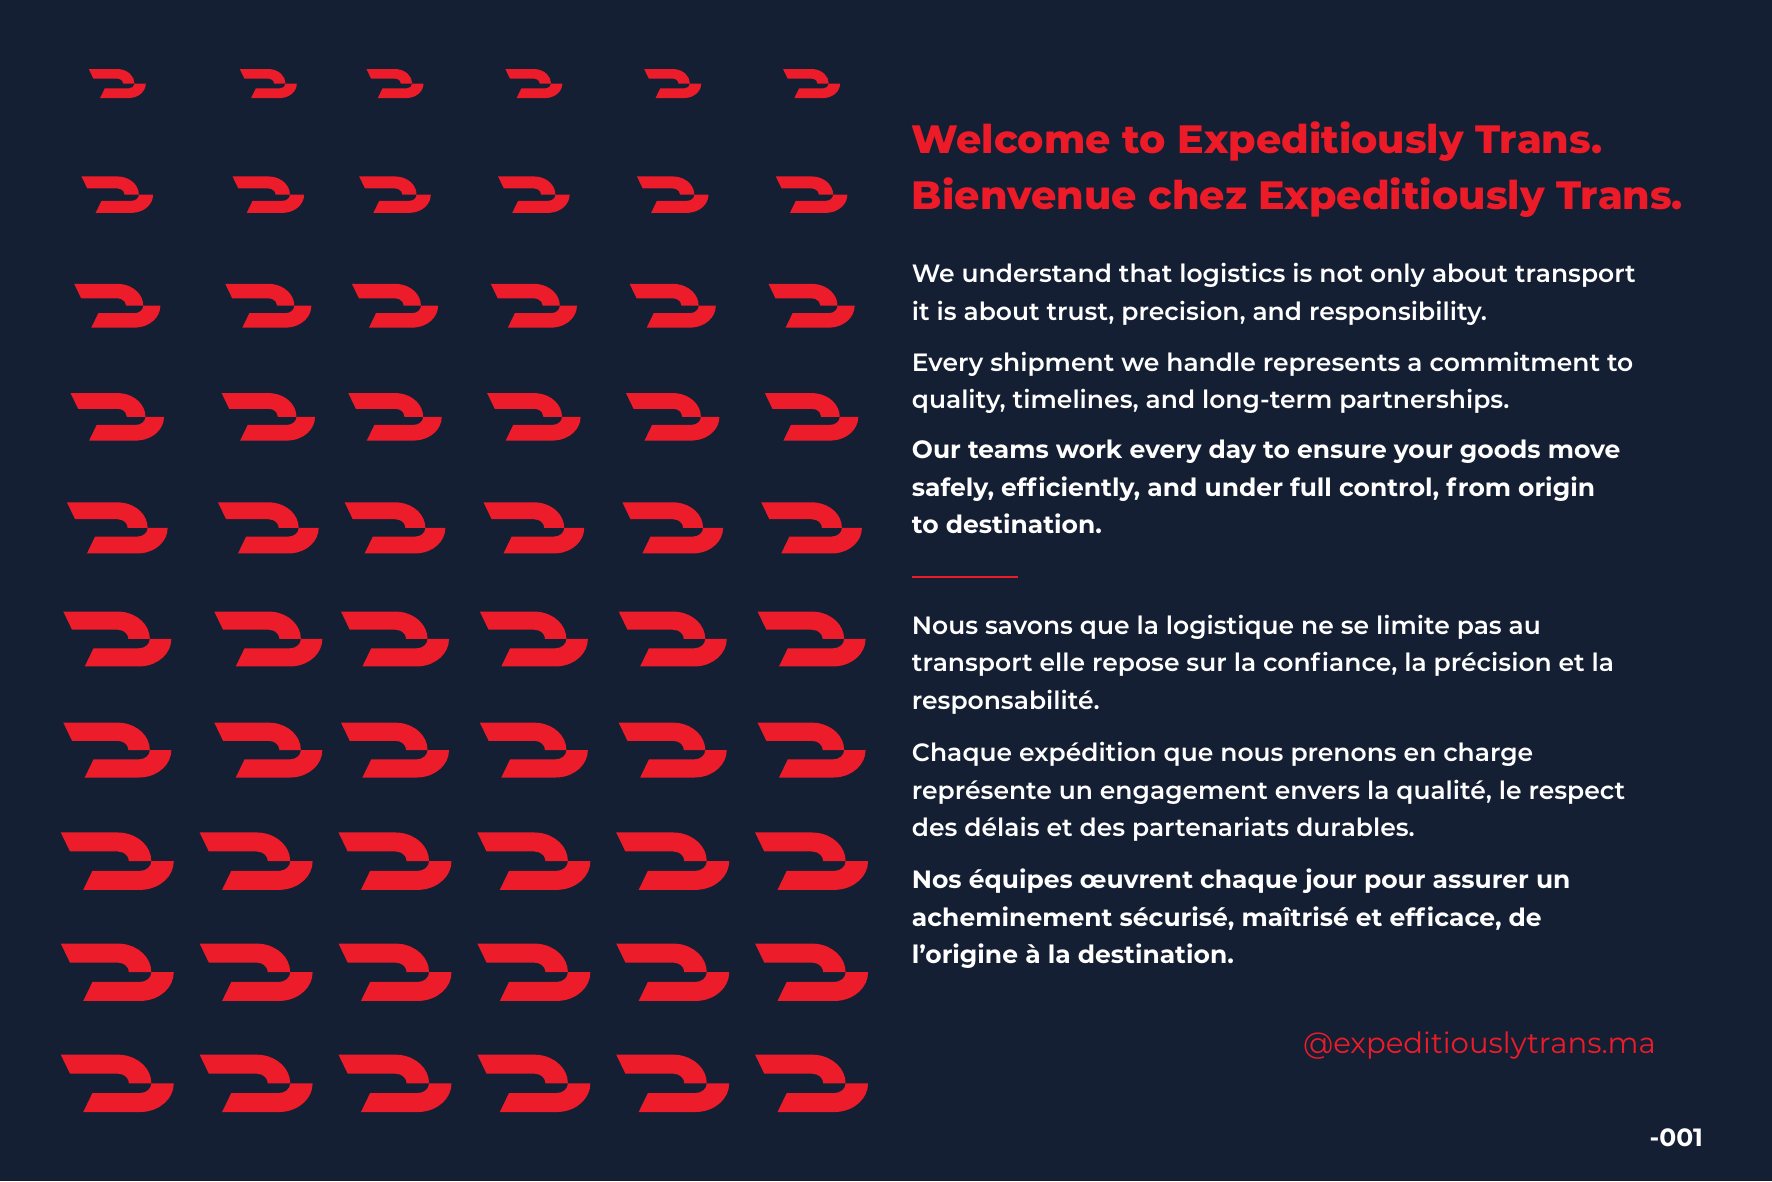 Welcome to Expeditiously Trans.
Bienvenue chez Expeditiously Trans.
We understand that logistics is not only about transport
it is about trust, precision, and responsibility.
Every shipment we handle represents a commitment to
quality, timelines, and long-term partnerships.
Our teams work every day to ensure your goods move
safely, efficiently, and under full control, from origin
to destination.
Nous savons que la logistique ne se limite pas au
transport elle repose sur la confiance, la précision et la
responsabilité.
Chaque expédition que nous prenons en charge
représente un engagement envers la qualité, le respect
des délais et des partenariats durables.
Nos équipes œuvrent chaque jour pour assurer un
acheminement sécurisé, maîtrisé et efficace, de
l’origine à la destination.
@expeditiouslytrans.ma
-001